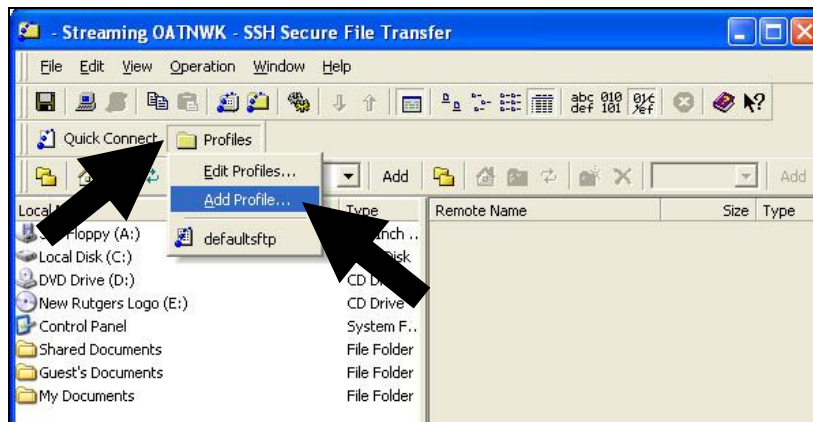 - Streaming OATNWK - SSH Secure File Transfer
File Edit View Operation Window Help
abc def 010 101
Quick Connect Profiles
Add Add
Edit Profiles...
Add Profile...
defaultsftp
Type Remote Name Size Type
Floppy (A:)
Local Disk (C:)
DVD Drive (D:)
New Rutgers Logo (E:) CD Drive
Control Panel System F..
Shared Documents File Folder
Guest's Documents File Folder
My Documents File Folder